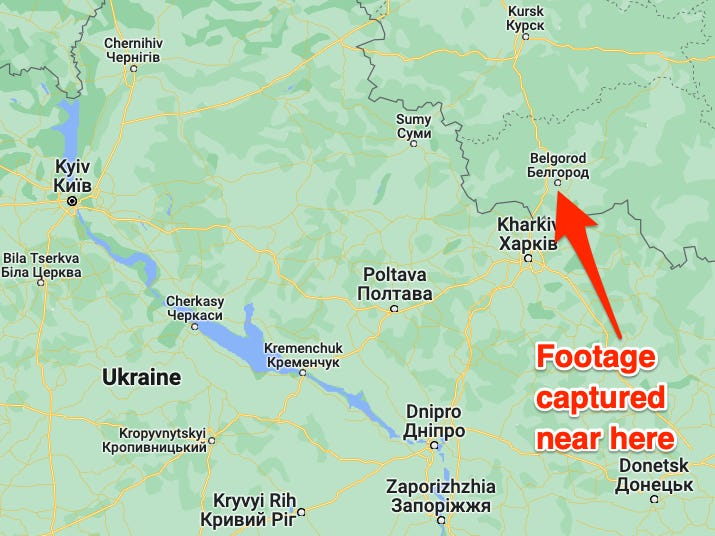 Kursk
Курск
Chernihiv
Чернігів
Sumy
Суми
Belgorod
Белгород
Kyiv
Київ
Kharkiv
Харків
Bila Tserkva
Біла Церква
Poltava
Полтава
Cherkasy
Черкаси
Kremenchuk
Кременчук
Footage
captured
near here
Ukraine
Dnipro
Дніпро
Kropyvnytskyi
Кропивницький
Donetsk
Донецьк
Zaporizhzhia
Запоріжжя
Kryvyi Rih
Кривий Ріг